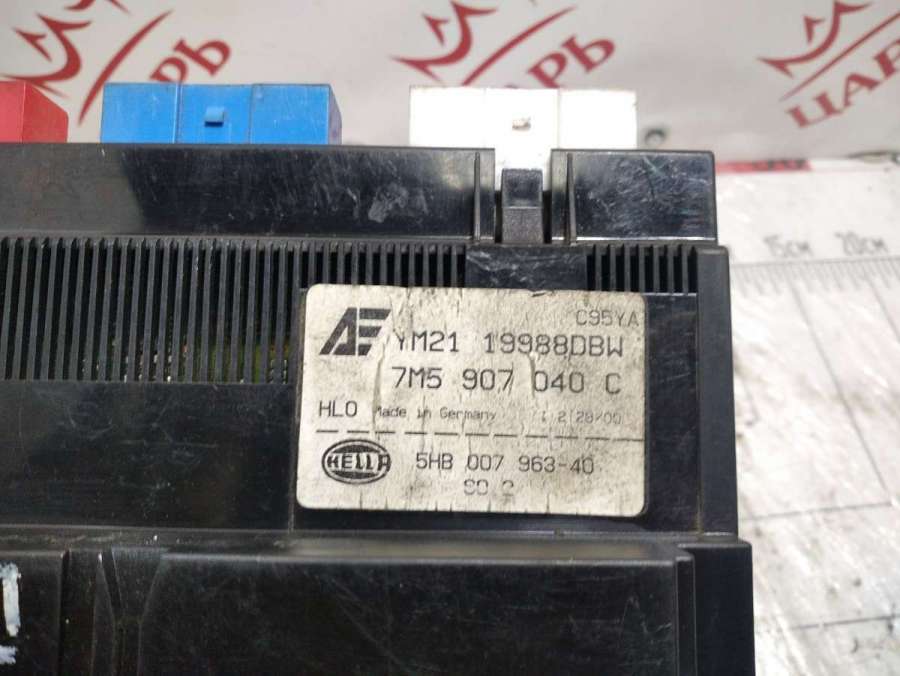 ЦАРЬ
ЦАРЬ
ЦАРЬ
15см 20см
C95YA
AF YM21 19988DBW
7M5 907 040 C
HLO Made in Germany
HELLA 5HB 007 963-40